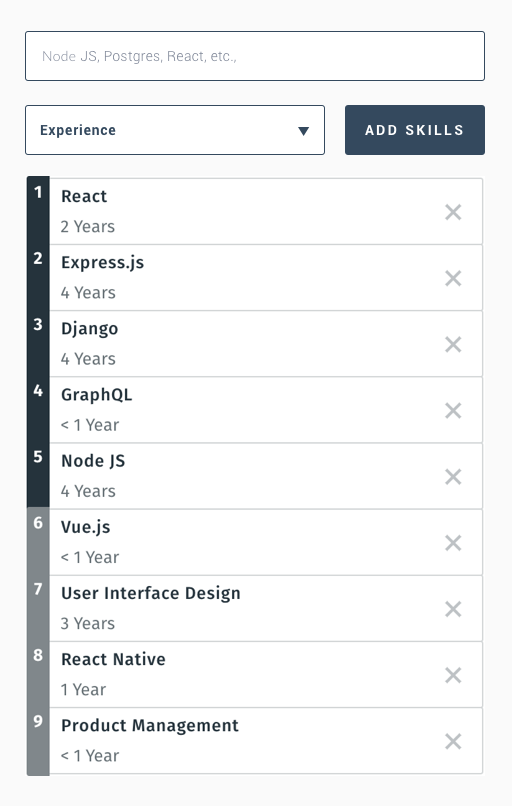 Node JS, Postgres, React, etc.,
Experience
ADD SKILLS
1 React
2 Years
2 Express.js
4 Years
3 Django
4 Years
4 GraphQL
< 1 Year
5 Node JS
4 Years
6 Vue.js
< 1 Year
7 User Interface Design
3 Years
8 React Native
1 Year
9 Product Management
< 1 Year